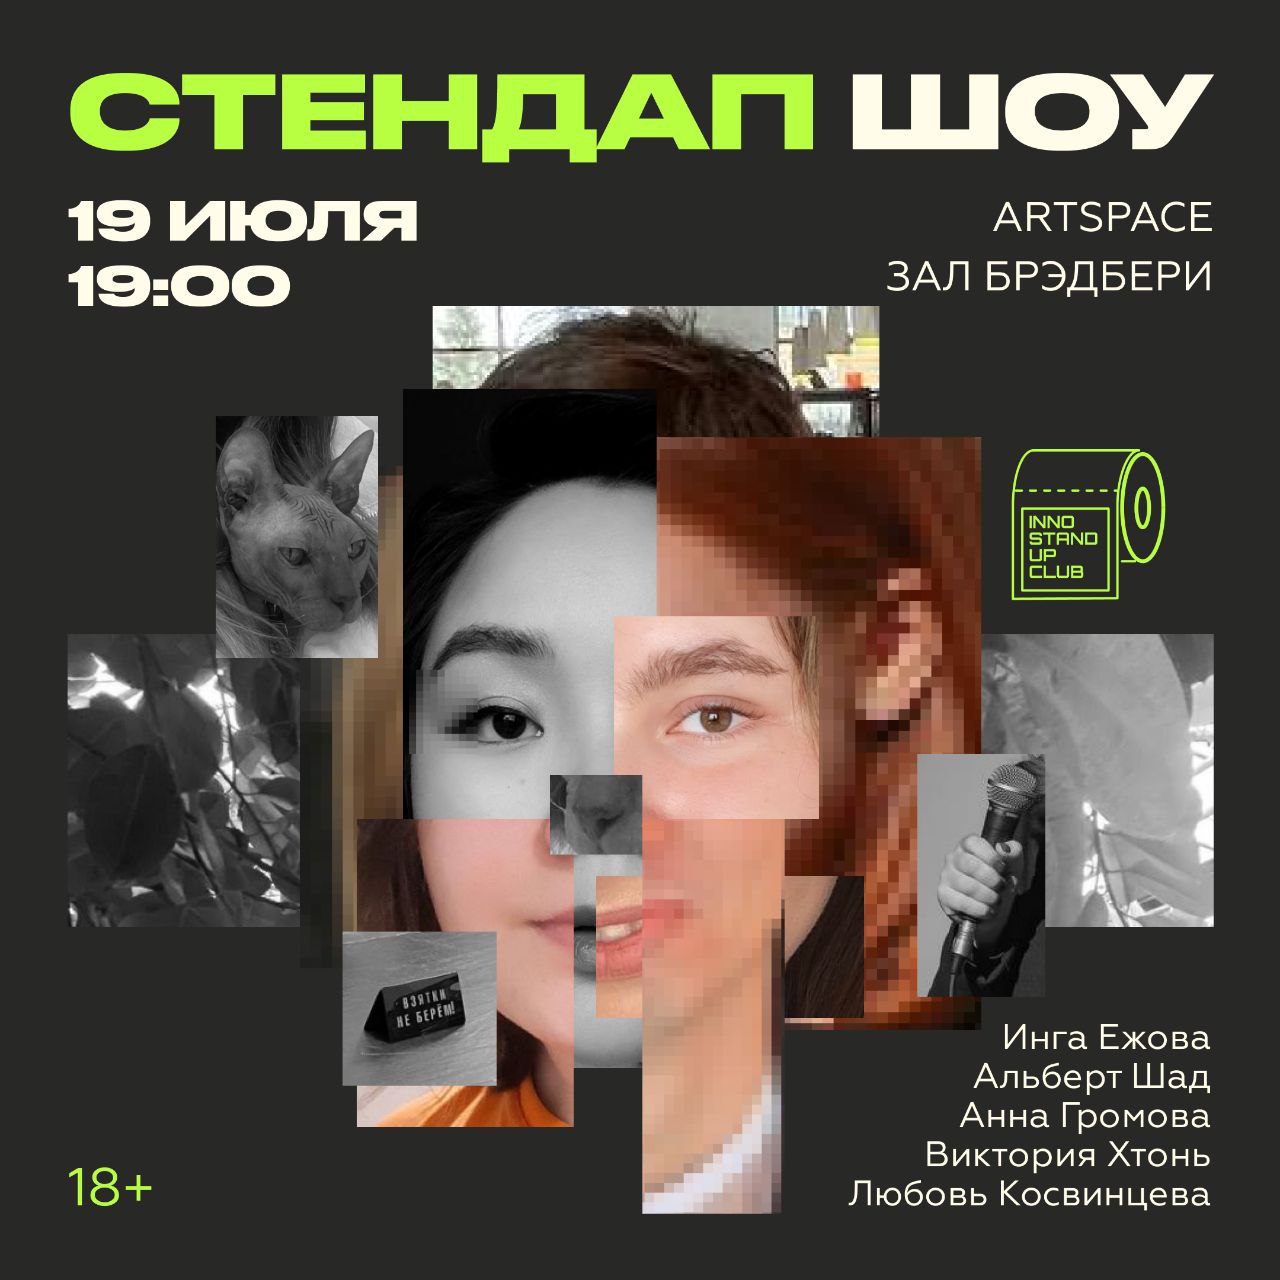 СТЕНДАП ШОУ
19 ИЮЛЯ
19:00
ARTSPACE
ЗАЛ БРЭДБЕРИ
INNO
STAND
UP
CLUB
ВЗЯТКИ
НЕ БЕРЁМ!
Инга Ежова
Альберт Шад
Анна Громова
Виктория Хтонь
Любовь Косвинцева
18+